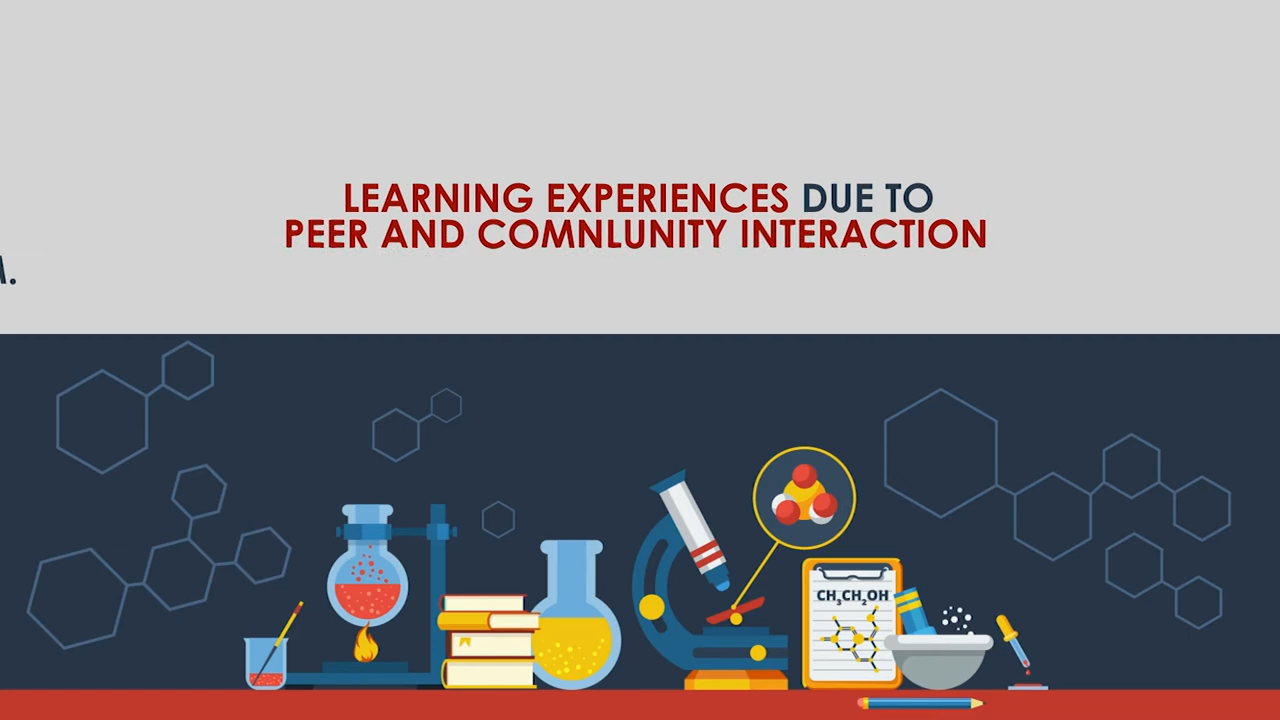 LEARNING EXPERIENCES DUE TO
PEER AND COMNLUNITY INTERACTION
.
CH3CH2OH